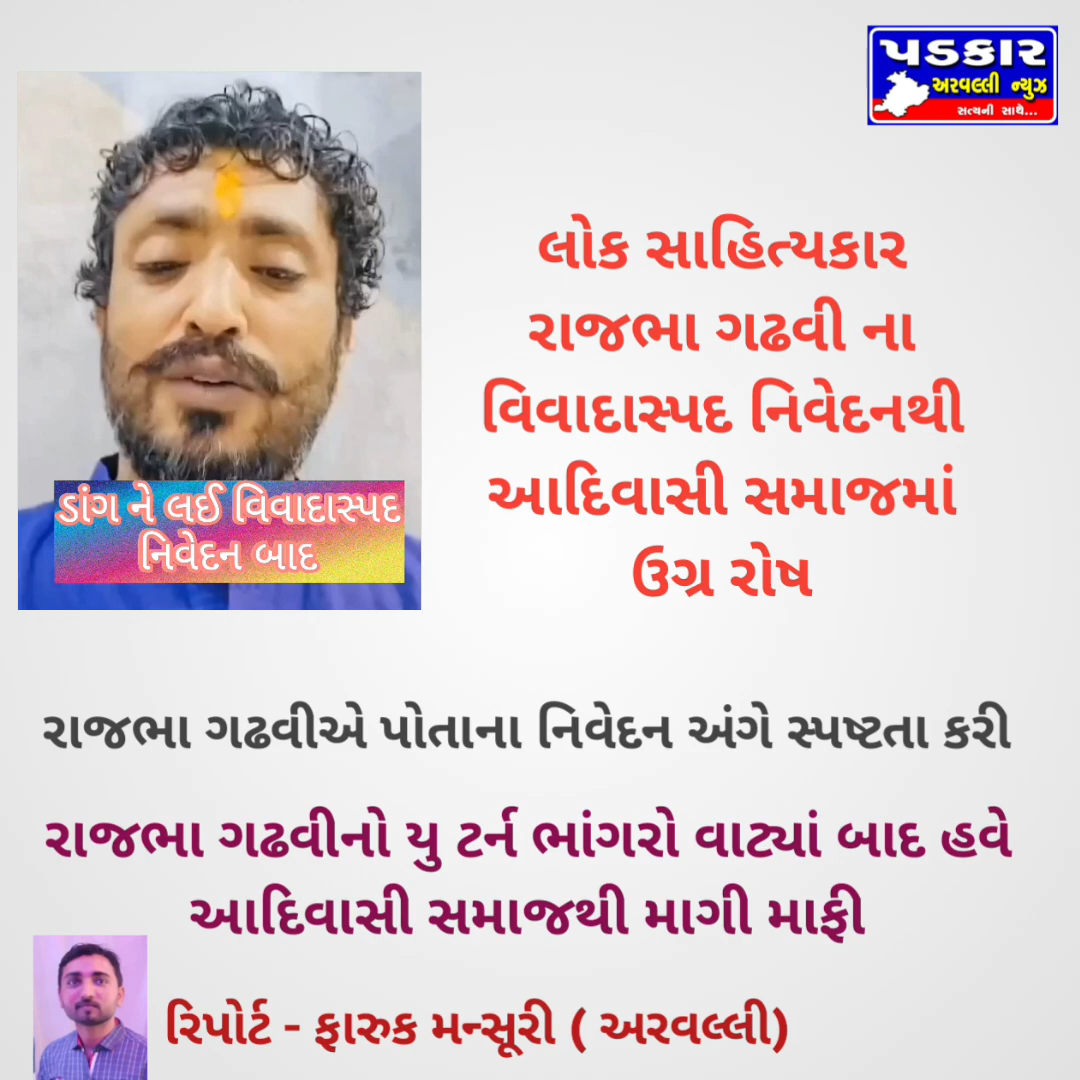 પડકાર
અરવલ્લી ન્યુઝ
સત્યની સાથે...
લોક સાહિત્યકાર
રાજભા ગઢવી ના
વિવાદાસ્પદ નિવેદનથી
આદિવાસી સમાજમાં
ઉગ્ર રોષ
ડાંગ ને લઈ વિવાદાસ્પદ
નિવેદન બાદ
રાજભા ગઢવીએ પોતાના નિવેદન અંગે સ્પષ્ટતા કરી
રાજભા ગઢવીનો યુ ટર્ન ભાંગરો વાટ્યાં બાદ હવે
આદિવાસી સમાજથી માગી માફી
રિપોર્ટ - ફારુક મન્સૂરી ( અરવલ્લી)